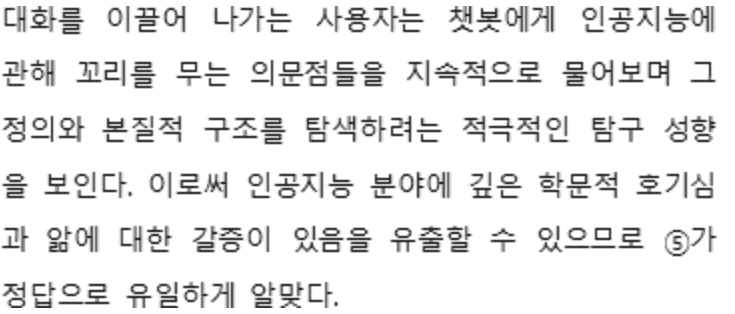 대화를 이끌어 나가는 사용자는 챗봇에게 인공지능에
관해 꼬리를 무는 의문점들을 지속적으로 물어보며 그
정의와 본질적 구조를 탐색하려는 적극적인 탐구 성향
을 보인다. 이로써 인공지능 분야에 깊은 학문적 호기심
과 앎에 대한 갈증이 있음을 유출할 수 있으므로 ⑤가
정답으로 유일하게 알맞다.